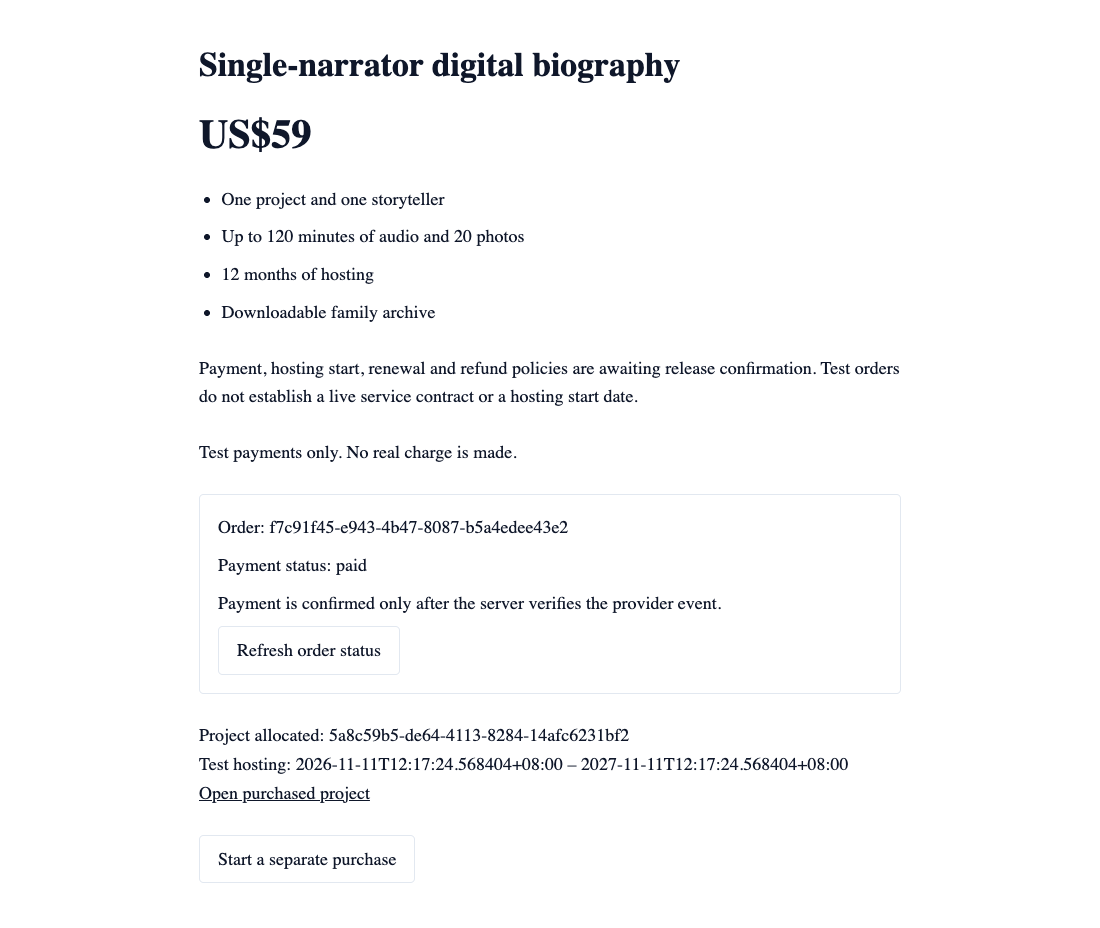 Single-narrator digital biography
US$59
• One project and one storyteller
• Up to 120 minutes of audio and 20 photos
• 12 months of hosting
• Downloadable family archive
Payment, hosting start, renewal and refund policies are awaiting release confirmation. Test orders
do not establish a live service contract or a hosting start date.
Test payments only. No real charge is made.
Order: f7c91f45-e943-4b47-8087-b5a4edee43e2
Payment status: paid
Payment is confirmed only after the server verifies the provider event.
Refresh order status
Project allocated: 5a8c59b5-de64-4113-8284-14afc6231bf2
Test hosting: 2026-11-11T12:17:24.568404+08:00 – 2027-11-11T12:17:24.568404+08:00
Open purchased project
Start a separate purchase